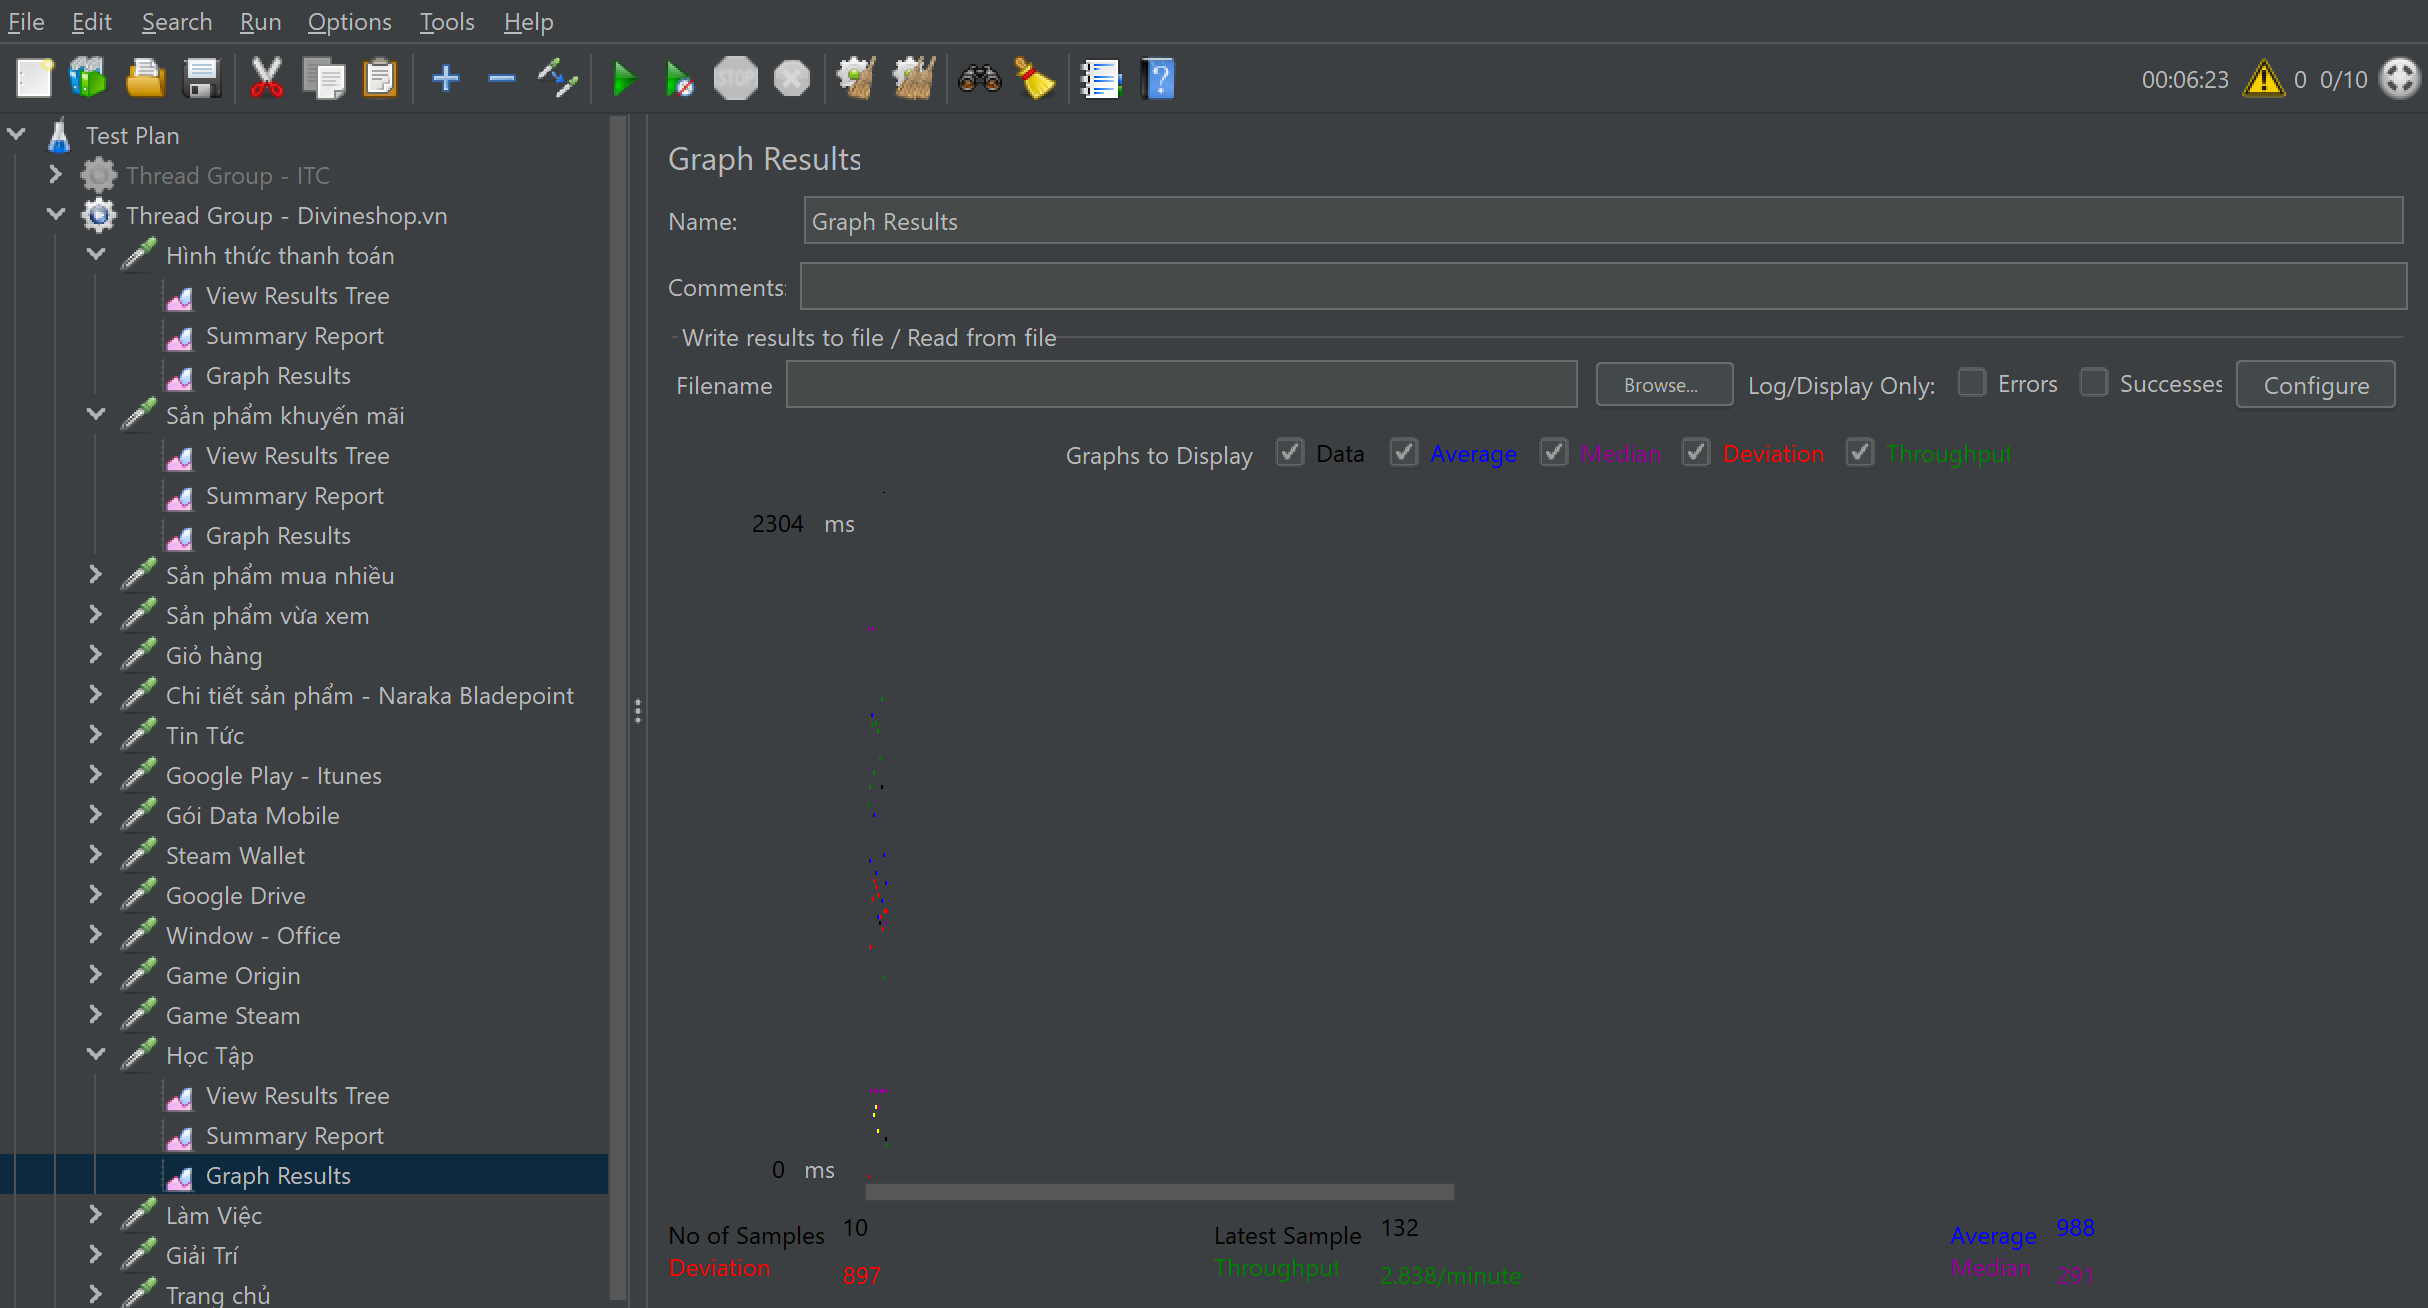 File Edit Search Run Options Tools Help
STOP
00:06:23 0 0/10
Test Plan
Thread Group - ITC
Thread Group - Divineshop.vn
Hình thức thanh toán
View Results Tree
Summary Report
Graph Results
Sản phẩm khuyến mãi
View Results Tree
Summary Report
Graph Results
Sản phẩm mua nhiều
Sản phẩm vừa xem
Giỏ hàng
Chi tiết sản phẩm - Naraka Bladepoint
Tin Tức
Google Play - Itunes
Gói Data Mobile
Steam Wallet
Google Drive
Window - Office
Game Origin
Game Steam
Học Tập
View Results Tree
Summary Report
Graph Results
Làm Việc
Giải Trí
Trang chủ
Graph Results
Name: Graph Results
Comments:
Write results to file / Read from file
Filename Browse... Log/Display Only: Errors Successes Configure
Graphs to Display Data Average Median Deviation Throughput
2304 ms
0 ms
No of Samples 10 Latest Sample 132 Average 988
Deviation 897 Throughput 2.838/minute Median 291